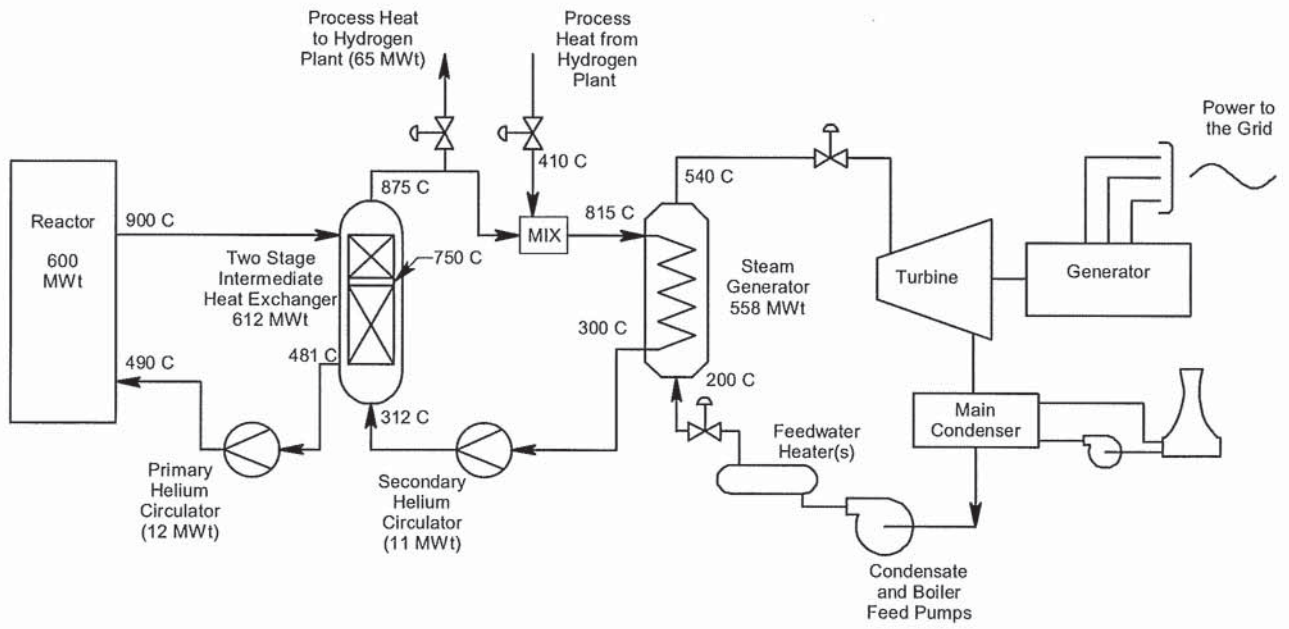 Process Heat
to Hydrogen
Plant (65 MWt)
Process
Heat from
Hydrogen
Plant
Power to
the Grid
410 C
540 C
875 C
815 C
Reactor
600
MWt
900 C
MIX
Two Stage
Intermediate
Heat Exchanger
612 MWt
750 C
Steam
Generator
558 MWt
Turbine
Generator
481 C
300 C
490 C
200 C
312 C
Main
Condenser
Feedwater
Heater(s)
Primary
Helium
Circulator
(12 MWt)
Secondary
Helium
Circulator
(11 MWt)
Condensate
and Boiler
Feed Pumps